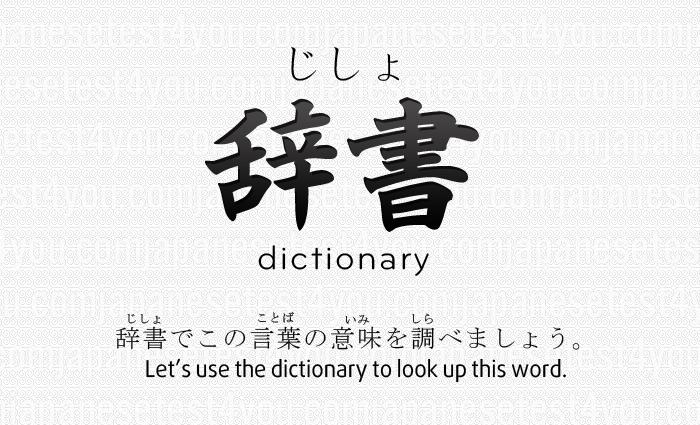 じしょ
辞書
dictionary
じしょ ことば いみ しら
辞書でこの言葉の意味を調べましょう。
Let's use the dictionary to look up this word.